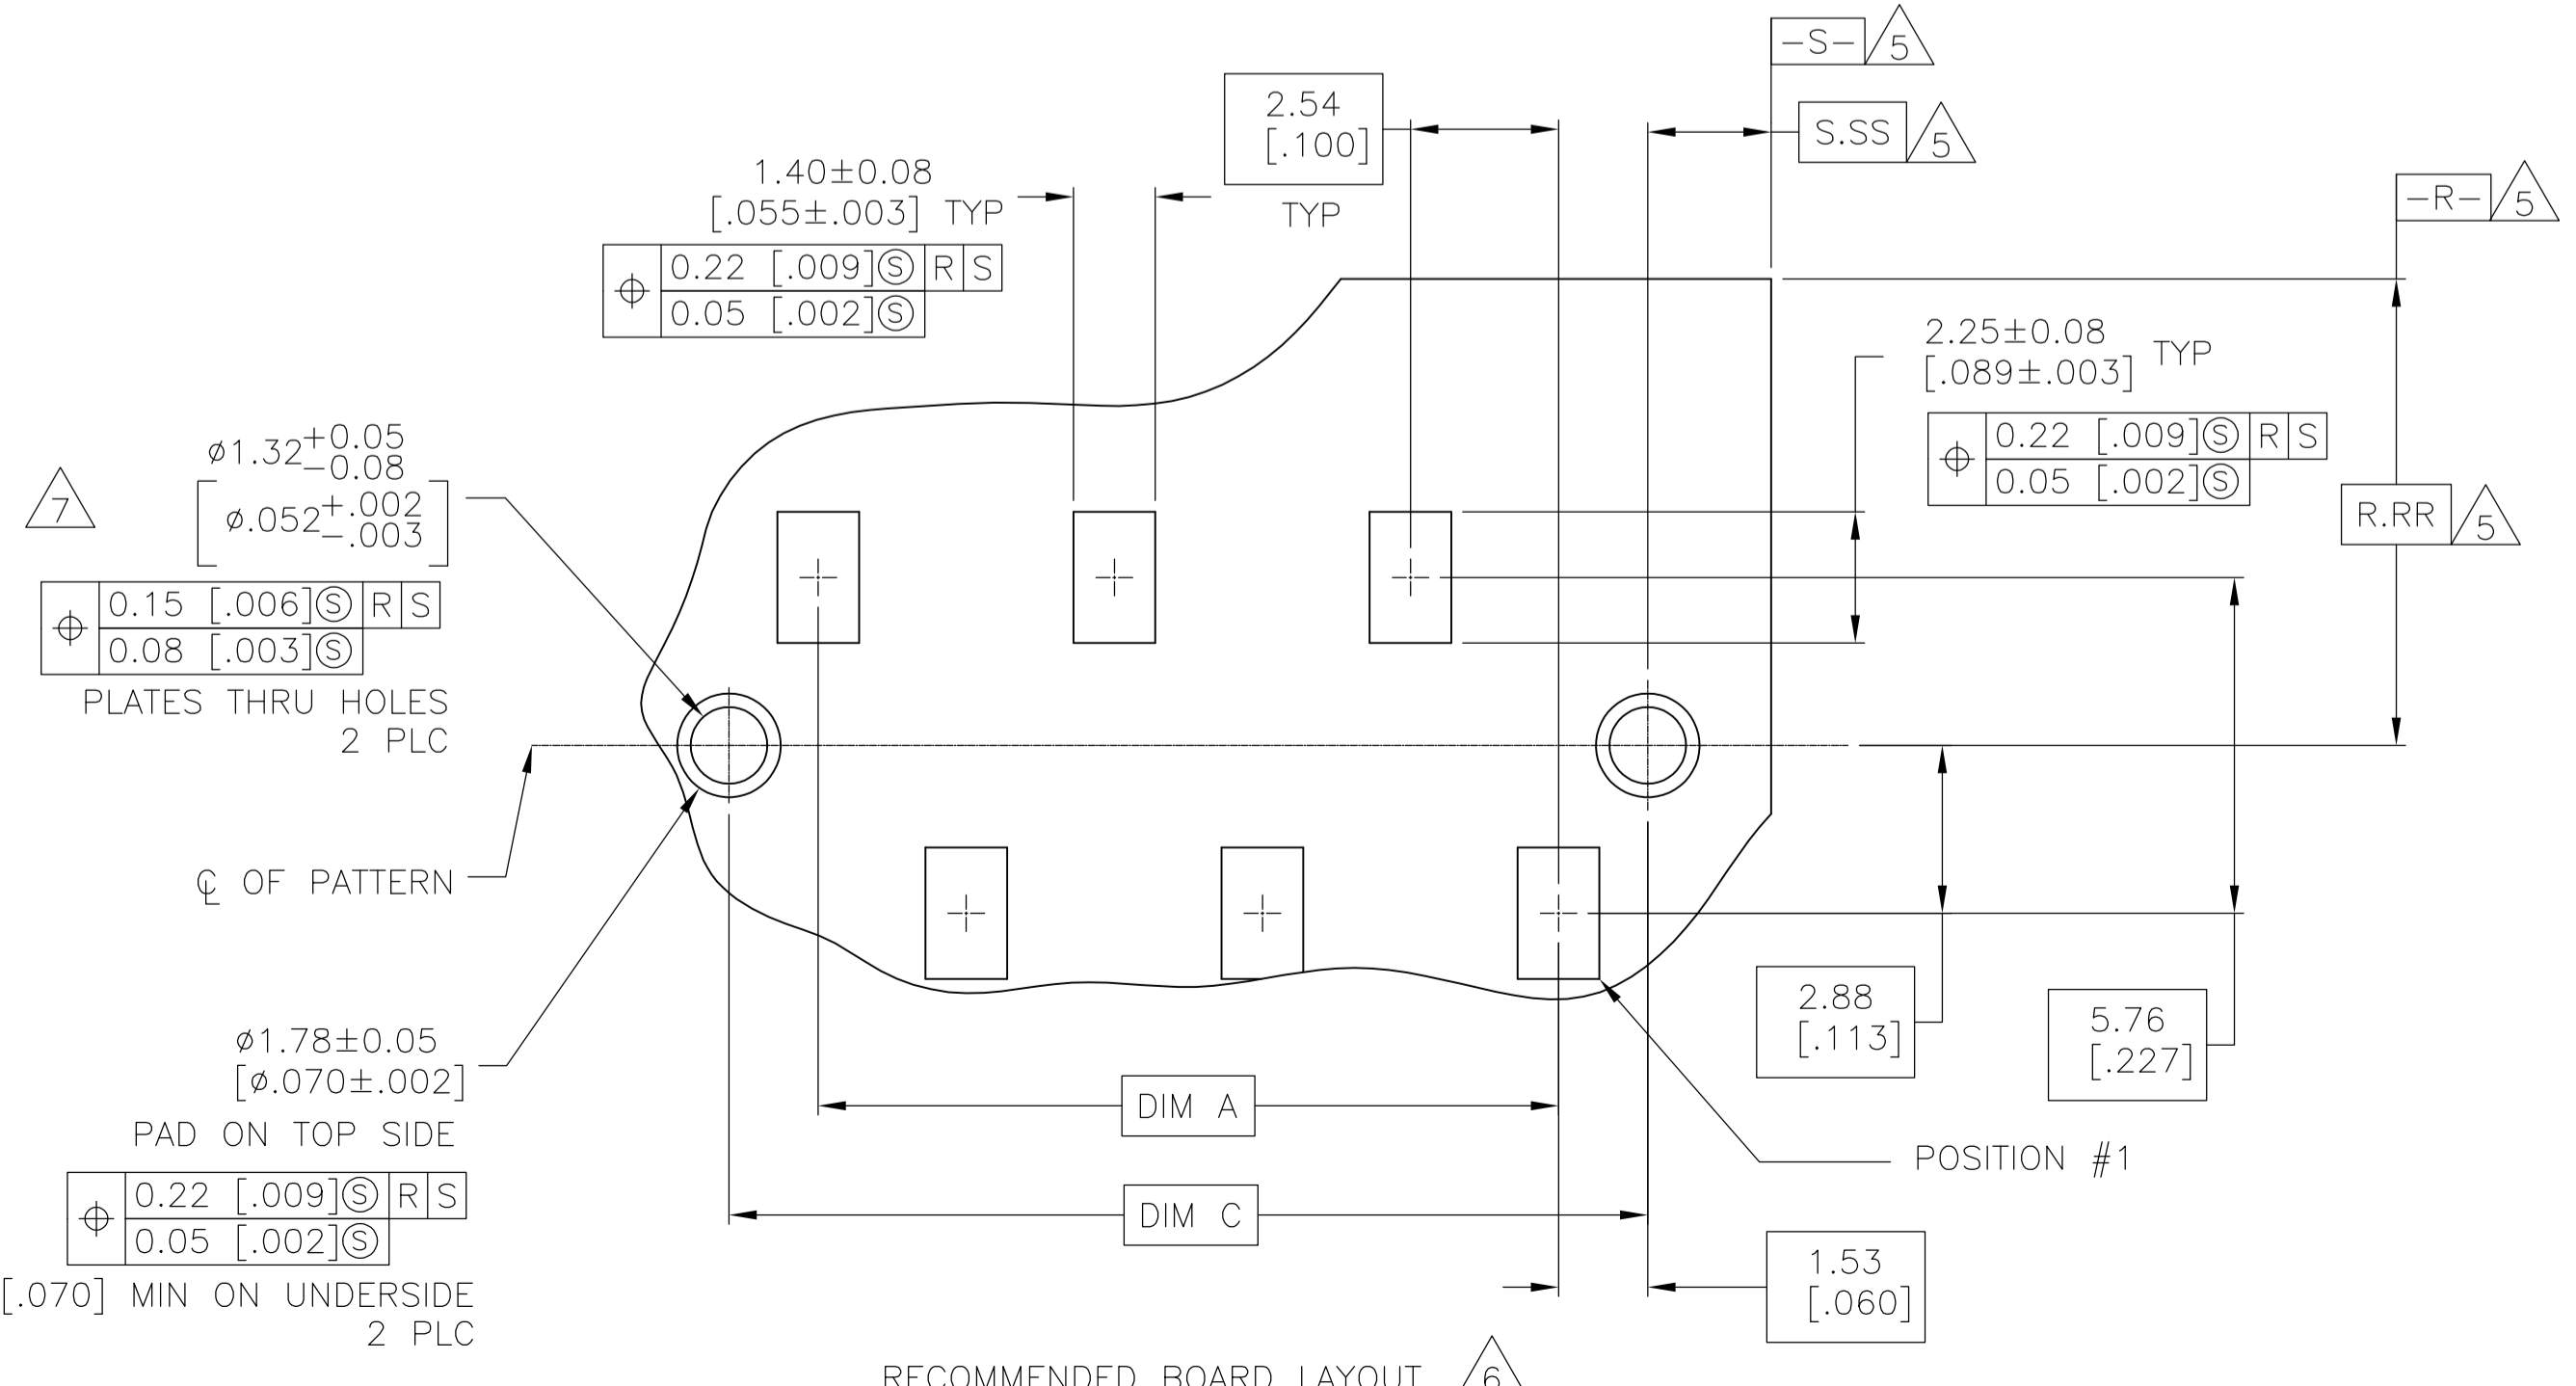 -S- 5
2.54
[.100]
TYP
S.SS 5
1.40±0.08
[.055±.003] TYP
⌖ 0.22 [.009]Ⓢ R S
0.05 [.002]Ⓢ
-R- 5
2.25±0.08
[.089±.003] TYP
⌖ 0.22 [.009]Ⓢ R S
0.05 [.002]Ⓢ
R.RR 5
7
ø1.32+0.05
-0.08
[ø.052+.002
-.003]
⌖ 0.15 [.006]Ⓢ R S
0.08 [.003]Ⓢ
PLATES THRU HOLES
2 PLC
℄ OF PATTERN
2.88
[.113]
5.76
[.227]
ø1.78±0.05
[ø.070±.002]
PAD ON TOP SIDE
⌖ 0.22 [.009]Ⓢ R S
0.05 [.002]Ⓢ
[.070] MIN ON UNDERSIDE
2 PLC
DIM A
POSITION #1
DIM C
1.53
[.060]
RECOMMENDED BOARD LAYOUT 6